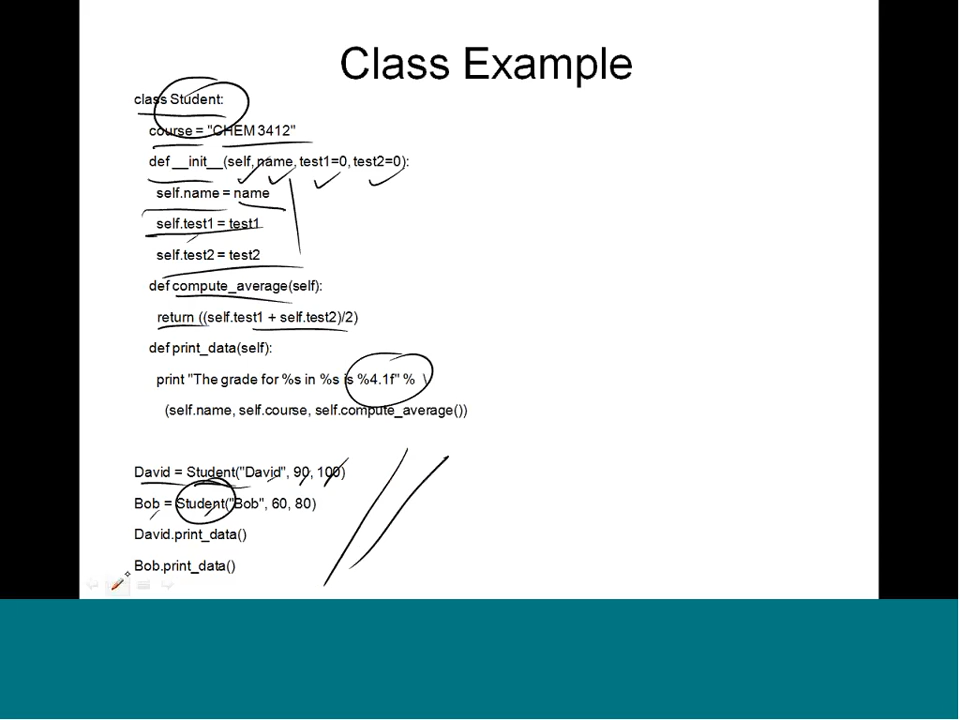 Class Example
class Student:
course = "CHEM 3412"
def __init__(self, name, test1=0, test2=0):
self.name = name
self.test1 = test1
self.test2 = test2
def compute_average(self):
return ((self.test1 + self.test2)/2)
def print_data(self):
print "The grade for %s in %s is %4.1f" % \
(self.name, self.course, self.compute_average())
David = Student("David", 90, 100)
Bob = Student("Bob", 60, 80)
David.print_data()
Bob.print_data()